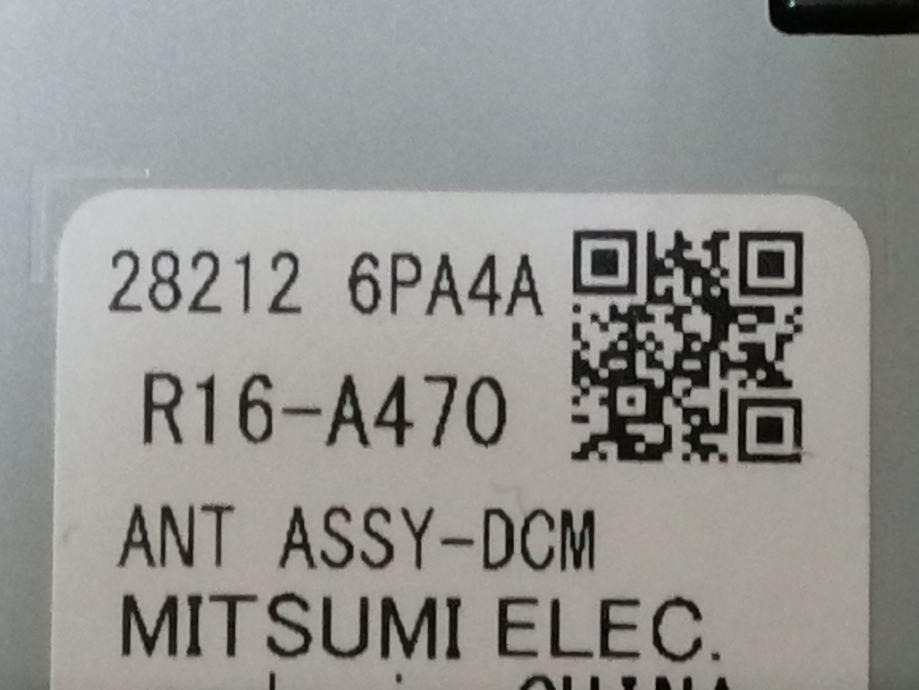 28212 6PA4A
R16-A470
ANT ASSY-DCM
MITSUMI ELEC.